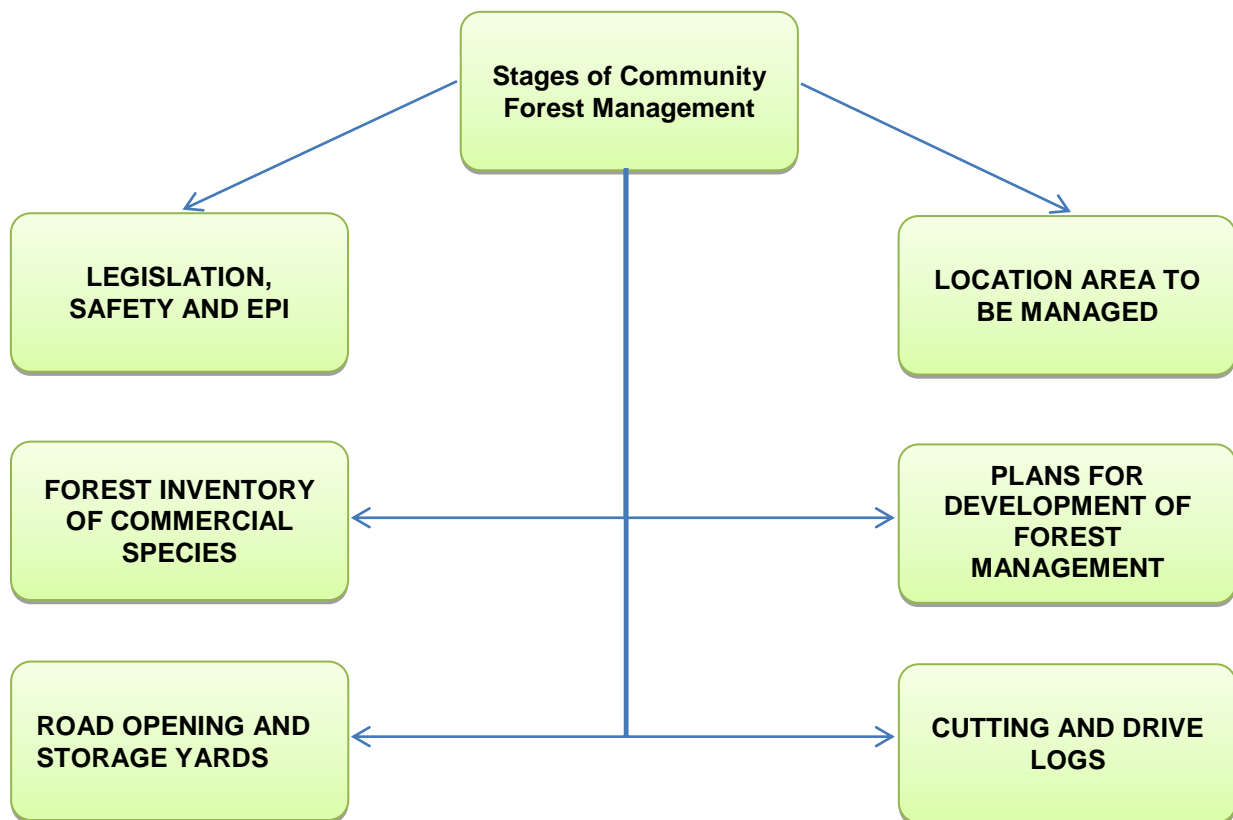 Stages of Community
Forest Management
LEGISLATION,
SAFETY AND EPI
LOCATION AREA TO
BE MANAGED
FOREST INVENTORY
OF COMMERCIAL
SPECIES
PLANS FOR
DEVELOPMENT OF
FOREST
MANAGEMENT
ROAD OPENING AND
STORAGE YARDS
CUTTING AND DRIVE
LOGS